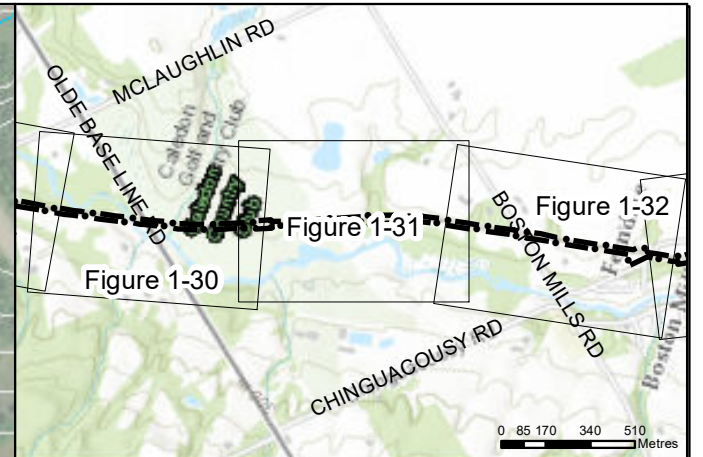 MCLAUGHLIN RD
OLDE BASE LINE RD
Caledon
Golf and
Country Club
Figure 1-31
Figure 1-32
BOSTON MILLS RD
Figure 1-30
CHINGUACOUSY RD
Boston
0 85 170 340 510
Metres